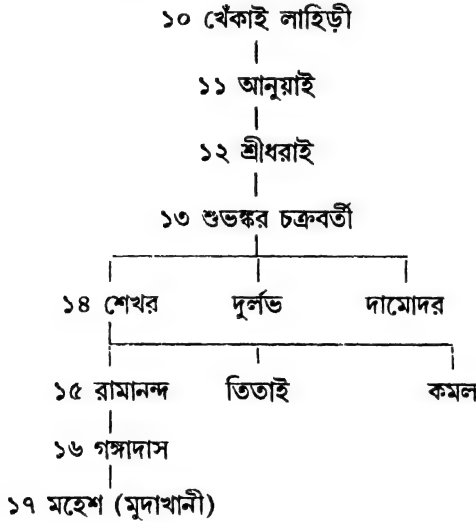 ১০ খেঁকাই লাহিড়ী
১১ আনুয়াই
১২ শ্রীধরাই
১৩ শুভঙ্কর চক্রবর্তী
১৪ শেখর দুর্লভ দামোদর
১৫ রামানন্দ তিতাই কমল
১৬ গঙ্গাদাস
১৭ মহেশ (মুদাখানী)